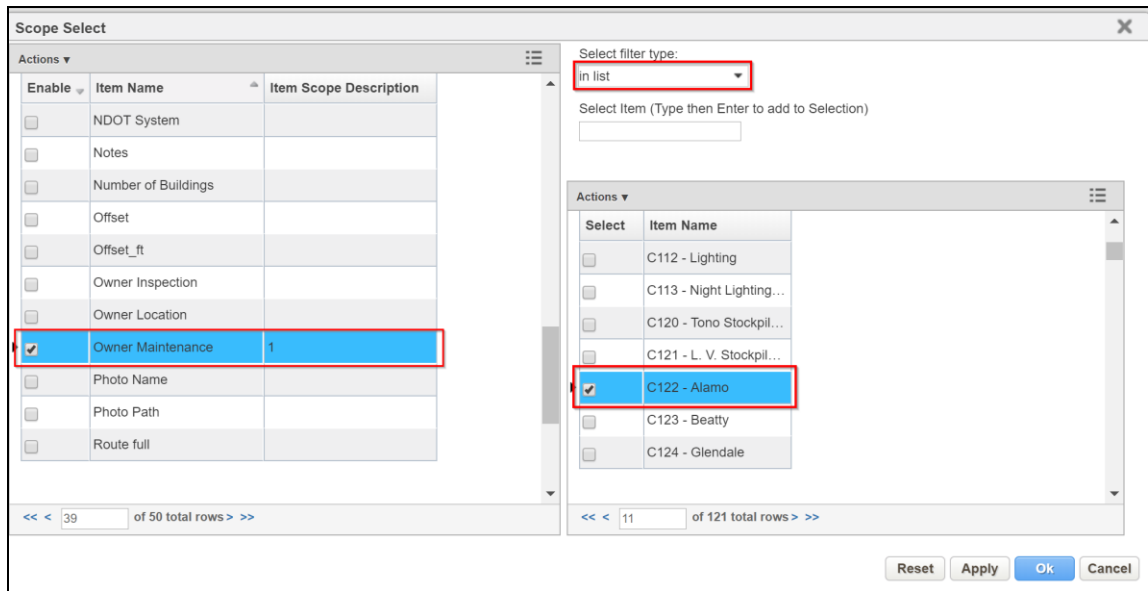 Scope Select
Actions ▾
Enable Item Name Item Scope Description
NDOT System
Notes
Number of Buildings
Offset
Offset_ft
Owner Inspection
Owner Location
Owner Maintenance 1
Photo Name
Photo Path
Route full
<< < 39 of 50 total rows > >>
Select filter type:
in list
Select Item (Type then Enter to add to Selection)
Actions ▾
Select Item Name
C112 - Lighting
C113 - Night Lighting...
C120 - Tono Stockpil...
C121 - L. V. Stockpil...
C122 - Alamo
C123 - Beatty
C124 - Glendale
<< < 11 of 121 total rows > >>
Reset Apply Ok Cancel